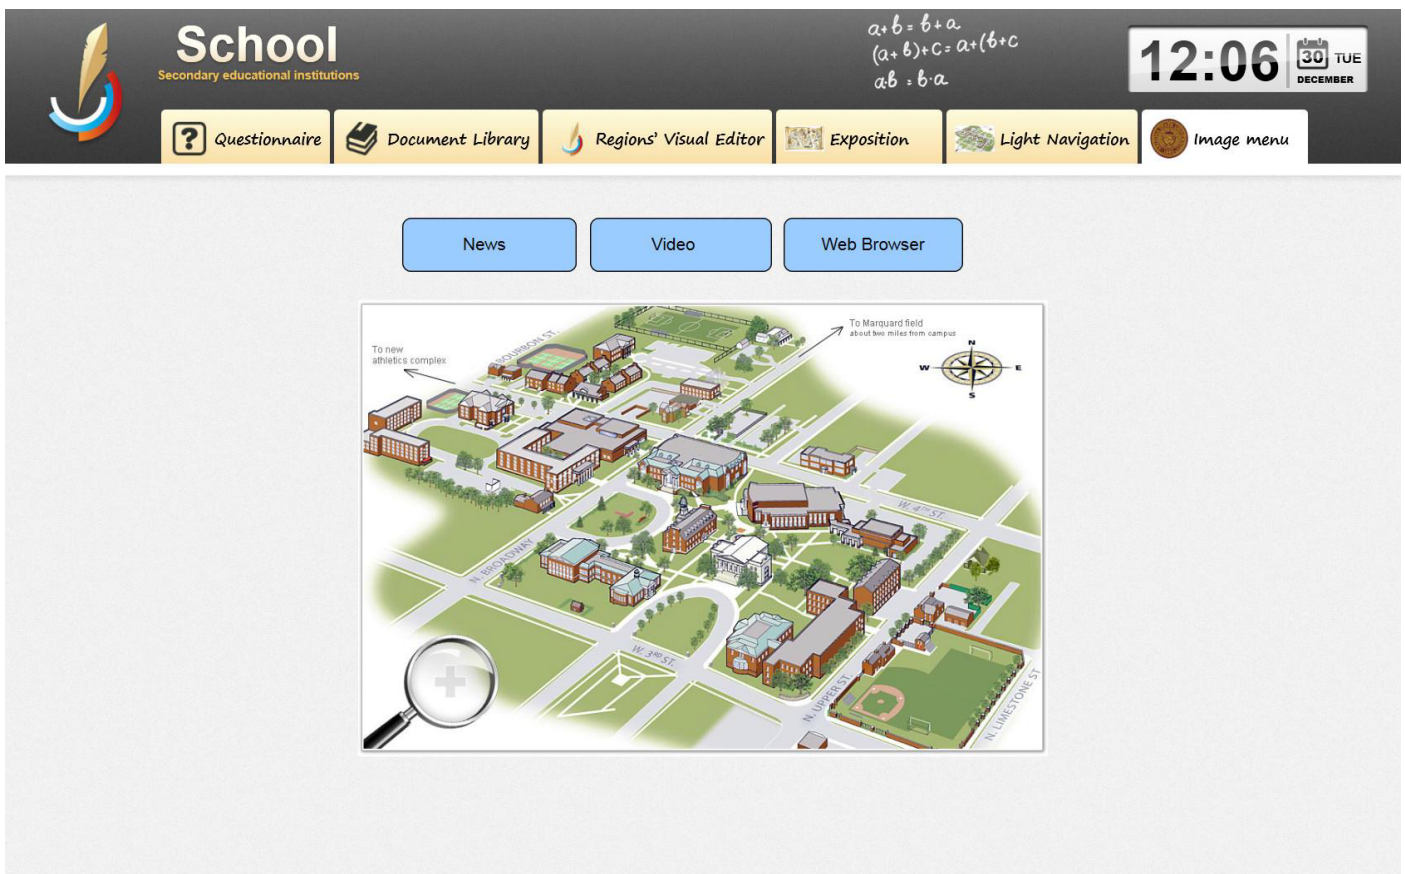 School
Secondary educational institutions
a+b=b+a
(a+b)+c=a+(b+c
a·b=b·a
12:06
30 TUE
DECEMBER
?
Questionnaire
Document Library
Regions' Visual Editor
Exposition
Light Navigation
Image menu
News
Video
Web Browser
To Marquard field
about two miles from campus
To new
athletics complex
BOURBON ST.
N
W
E
S
W. 4TH ST.
N. BROADWAY
W. 3RD ST.
N. UPPER ST.
N. LIMESTONE ST